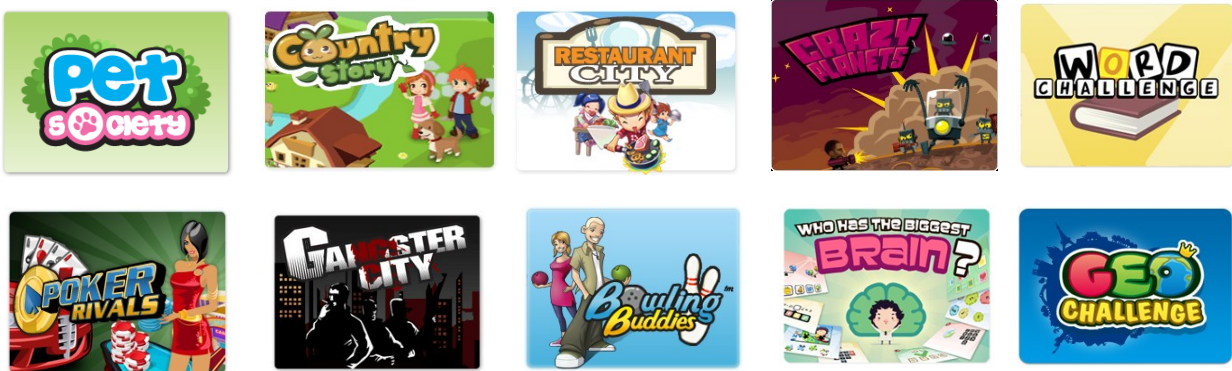 Pet
Society
Country
Story
RESTAURANT
CITY
CRAZY
PLANETS
WORD
CHALLENGE
POKER
RIVALS
GANGSTER
CITY
Bowling™
Buddies
WHO HAS THE BIGGEST
BRAIN?
GEO
CHALLENGE